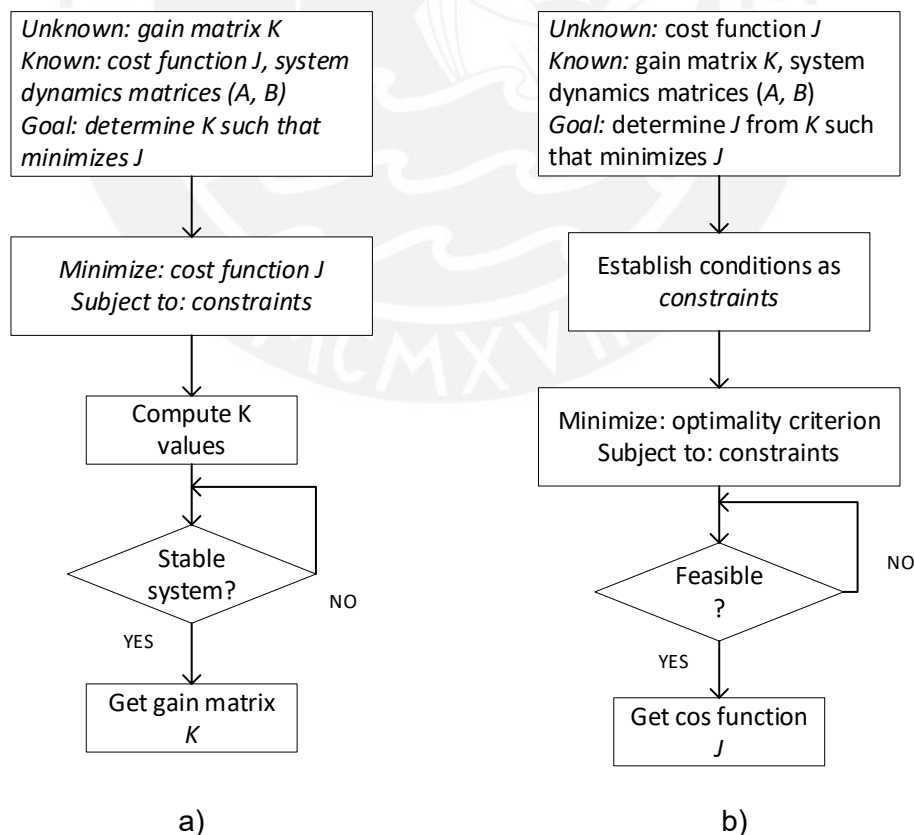 Unknown: gain matrix K
Known: cost function J, system
dynamics matrices (A, B)
Goal: determine K such that
minimizes J
Minimize: cost function J
Subject to: constraints
Compute K
values
Stable
system?
NO
YES
Get gain matrix
K
a)
Unknown: cost function J
Known: gain matrix K, system
dynamics matrices (A, B)
Goal: determine J from K such
that minimizes J
Establish conditions as
constraints
Minimize: optimality criterion
Subject to: constraints
Feasible
?
NO
YES
Get cos function
J
b)
MCMXVII